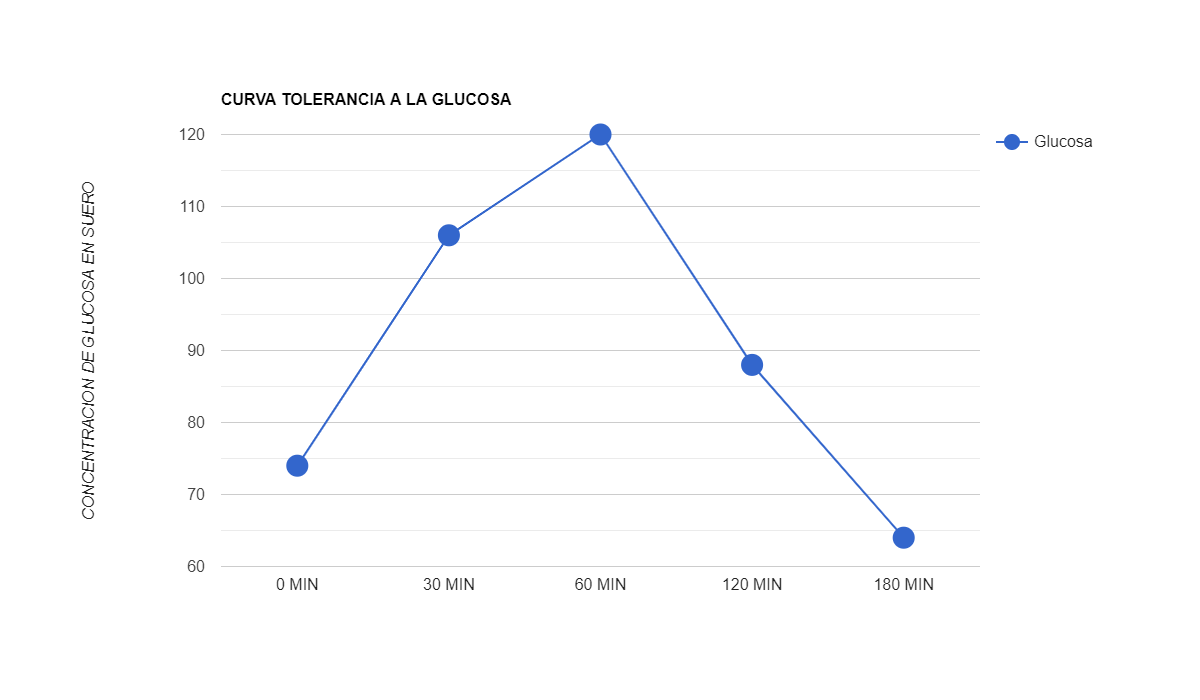 CURVA TOLERANCIA A LA GLUCOSA
Glucosa
CONCENTRACION DE GLUCOSA EN SUERO
120
110
100
90
80
70
60
0 MIN
30 MIN
60 MIN
120 MIN
180 MIN